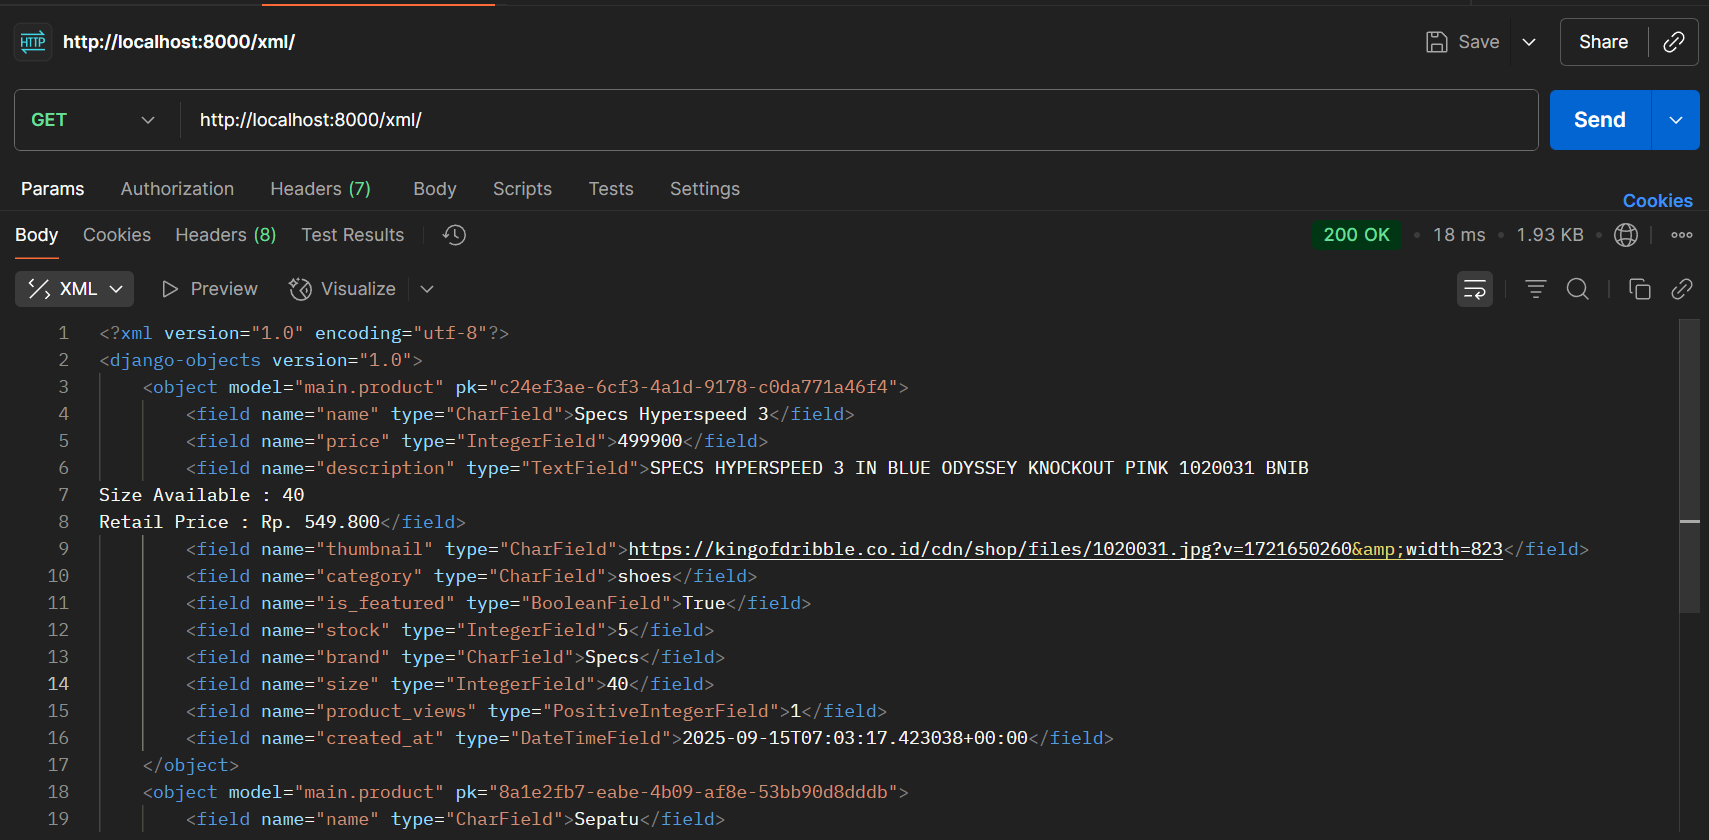 HTTP http://localhost:8000/xml/ Save Share
GET http://localhost:8000/xml/ Send
Params Authorization Headers (7) Body Scripts Tests Settings Cookies
Body Cookies Headers (8) Test Results 200 OK • 18 ms • 1.93 KB •
XML Preview Visualize
1 <?xml version="1.0" encoding="utf-8"?>
2 <django-objects version="1.0">
3 <object model="main.product" pk="c24ef3ae-6cf3-4a1d-9178-c0da771a46f4">
4 <field name="name" type="CharField">Specs Hyperspeed 3</field>
5 <field name="price" type="IntegerField">499900</field>
6 <field name="description" type="TextField">SPECS HYPERSPEED 3 IN BLUE ODYSSEY KNOCKOUT PINK 1020031 BNIB
7 Size Available : 40
8 Retail Price : Rp. 549.800</field>
9 <field name="thumbnail" type="CharField">https://kingofdribble.co.id/cdn/shop/files/1020031.jpg?v=1721650260&amp;width=823</field>
10 <field name="category" type="CharField">shoes</field>
11 <field name="is_featured" type="BooleanField">True</field>
12 <field name="stock" type="IntegerField">5</field>
13 <field name="brand" type="CharField">Specs</field>
14 <field name="size" type="IntegerField">40</field>
15 <field name="product_views" type="PositiveIntegerField">1</field>
16 <field name="created_at" type="DateTimeField">2025-09-15T07:03:17.423038+00:00</field>
17 </object>
18 <object model="main.product" pk="8a1e2fb7-eabe-4b09-af8e-53bb90d8dddb">
19 <field name="name" type="CharField">Sepatu</field>